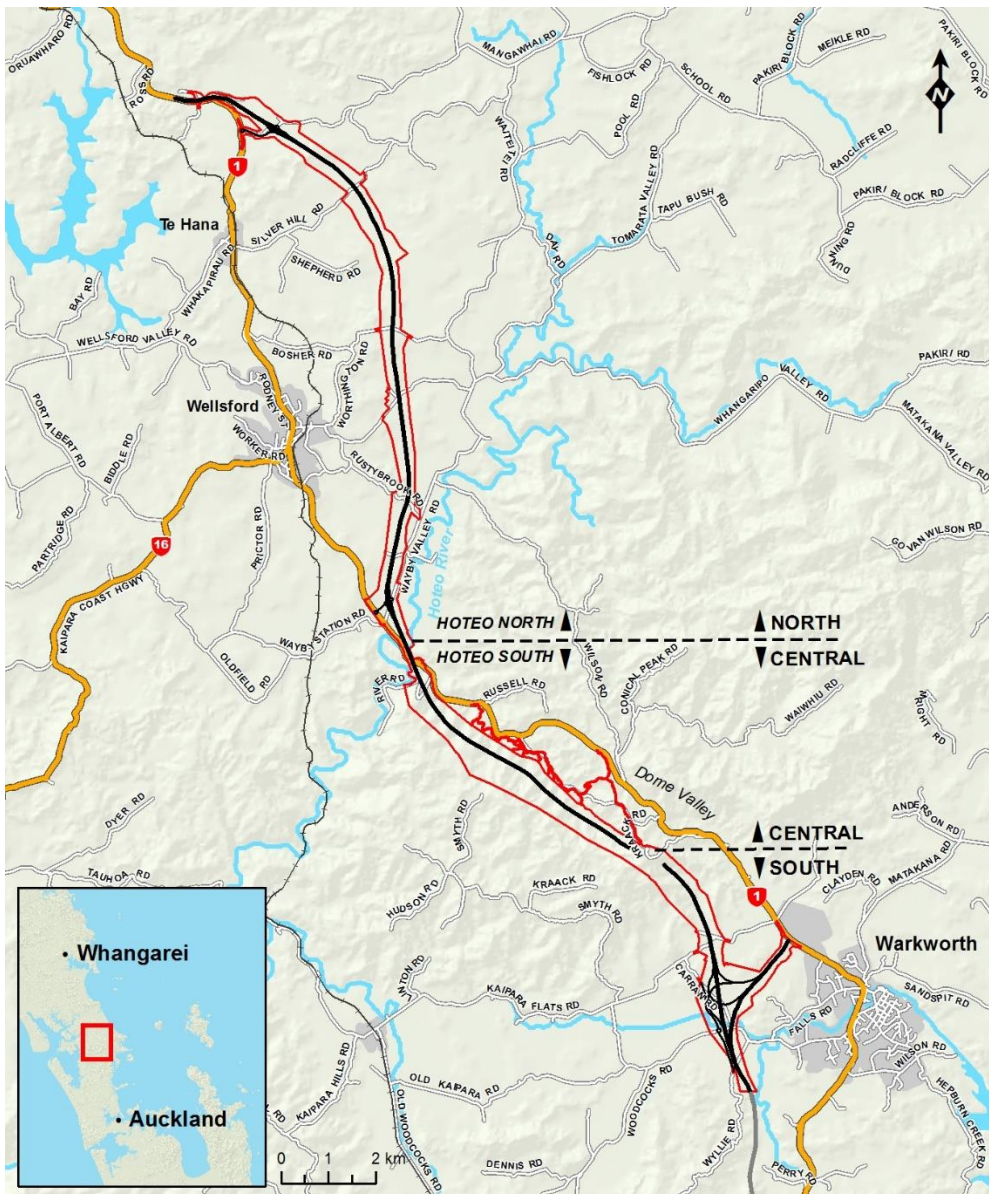 ORUAWHARO RD
ROSS RD
MANGAWHAI RD
FISHLOCK RD
SCHOOL RD
PAKIRI BLOCK RD
MEIKLE RD
PAKIRI BLOCK RD
POOL RD
WAITEITEI RD
RADCLIFFE RD
N
1
TOMARATA VALLEY RD
TAPU BUSH RD
PAKIRI BLOCK RD
DUNNING RD
Te Hana
SILVER HILL RD
SHEPHERD RD
DAY RD
WHAKAPIRAU RD
BAY RD
WELLSFORD VALLEY RD
BOSHER RD
WORTHINGTON RD
PAKIRI RD
WHANGARIPO VALLEY RD
MATAKANA VALLEY RD
RODNEY ST
Wellsford
WORKER RD
PORT ALBERT RD
BIDDLE RD
RUSTYBROOK RD
PARTRIDGE RD
PRICTOR RD
WAYBY VALLEY RD
GOVAN WILSON RD
16
KAIPARA COAST HGWY
Hoteo River
WAYBY STATION RD
OLDFIELD RD
HOTEO NORTH
NORTH
HOTEO SOUTH
CENTRAL
WILSON RD
CONICAL PEAK RD
RIVER RD
RUSSELL RD
WAIWHIU RD
WRIGHT RD
Dome Valley
DYER RD
SMYTH RD
KRAACK RD
ANDERSON RD
CENTRAL
SOUTH
MATAKANA RD
CLAYDEN RD
TAUHOA RD
HUDSON RD
KRAACK RD
SMYTH RD
1
Warkworth
LINTON RD
CARRAN RD
SANDSPIT RD
KAIPARA FLATS RD
FALLS RD
WILSON RD
KAIPARA HILLS RD
OLD KAIPARA RD
OLD WOODCOCKS RD
WOODCOCKS RD
HEPBURN CREEK RD
WYLLIE RD
PERRY RD
DENNIS RD
Whangarei
Auckland
0 1 2 km